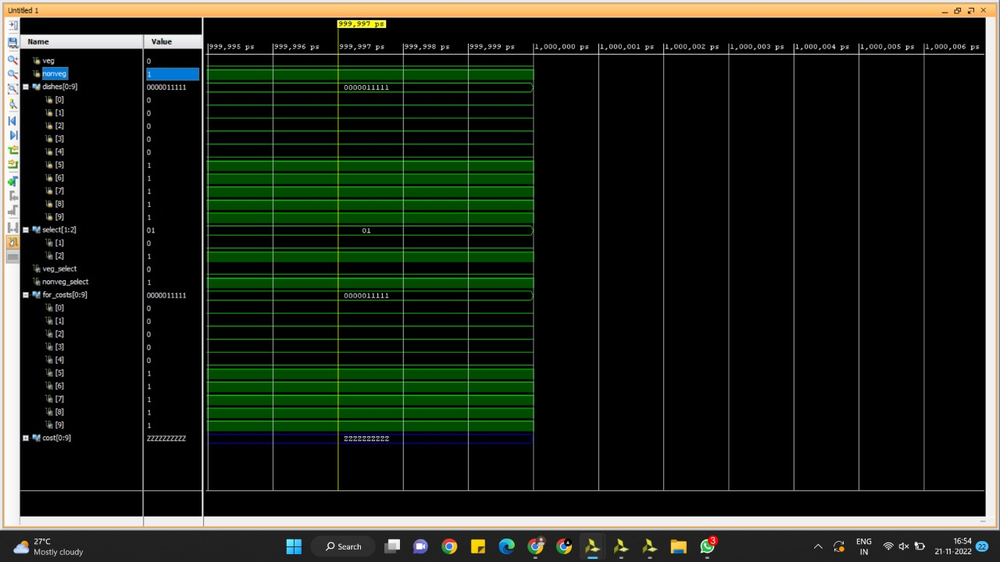 Untitled 1
999,997 ps
Name Value
999,995 ps 999,996 ps 999,997 ps 999,998 ps 999,999 ps 1,000,000 ps 1,000,001 ps 1,000,002 ps 1,000,003 ps 1,000,004 ps 1,000,005 ps 1,000,006 ps
veg 0
nonveg 1
dishes[0:9] 0000011111 0000011111
[0] 0
[1] 0
[2] 0
[3] 0
[4] 0
[5] 1
[6] 1
[7] 1
[8] 1
[9] 1
select[1:2] 01 01
[1] 0
[2] 1
veg_select 0
nonveg_select 1
for_costs[0:9] 0000011111 0000011111
[0] 0
[1] 0
[2] 0
[3] 0
[4] 0
[5] 1
[6] 1
[7] 1
[8] 1
[9] 1
cost[0:9] ZZZZZZZZZZ ZZZZZZZZZZ
27°C
Mostly cloudy
Search
3
ENG
IN
16:54
21-11-2022
22